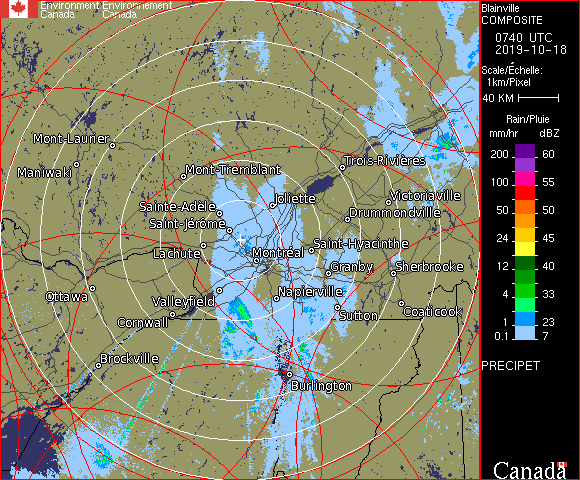 Environment Environnement
Canada Canada
Blainville
COMPOSITE
0740 UTC
2019-10-18
Scale/Échelle:
1km/Pixel
40 KM
Rain/Pluie
mm/hr dBZ
200 60
100 55
50 50
24 45
12 40
4 33
1 23
0.1 7
PRECIPET
Mont-Laurier
Maniwaki
Mont-Tremblant
Trois-Rivières
Joliette
Victoriaville
Sainte-Adèle
Drummondville
Saint-Jérôme
Saint-Hyacinthe
Lachute
Montréal
Granby
Sherbrooke
Ottawa
Valleyfield
Napierville
Cornwall
Sutton
Coaticook
Brockville
Burlington
Canada